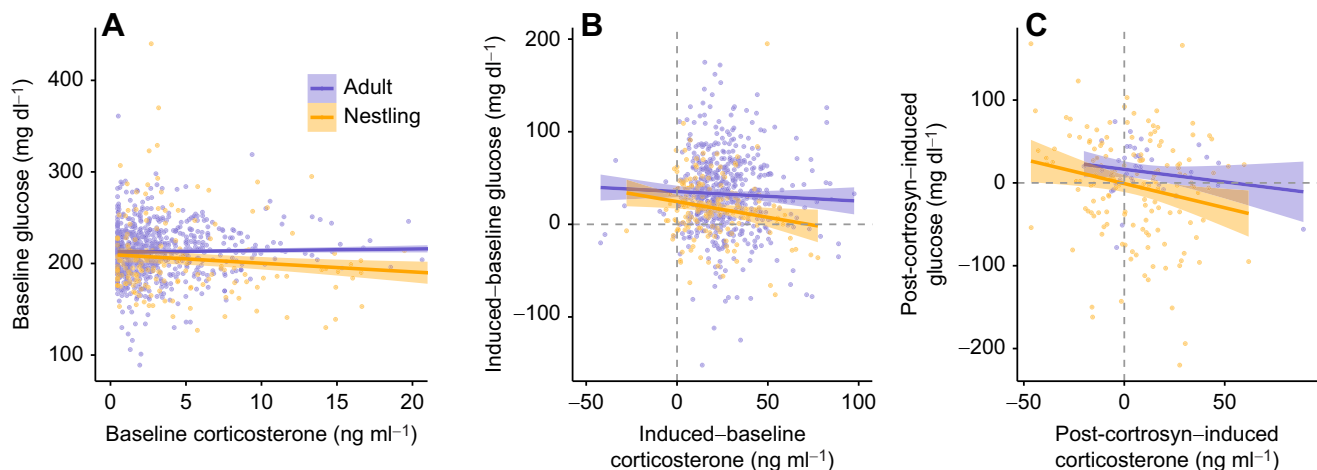 A
Baseline glucose (mg dl–1)
400
300
200
100
0
5
10
15
20
Baseline corticosterone (ng ml–1)
Adult
Nestling
B
Induced–baseline glucose (mg dl–1)
200
100
0
–100
–50
0
50
100
Induced–baseline
corticosterone (ng ml–1)
C
Post-cortrosyn–induced
glucose (mg dl–1)
100
0
–100
–200
–50
0
50
Post-cortrosyn–induced
corticosterone (ng ml–1)